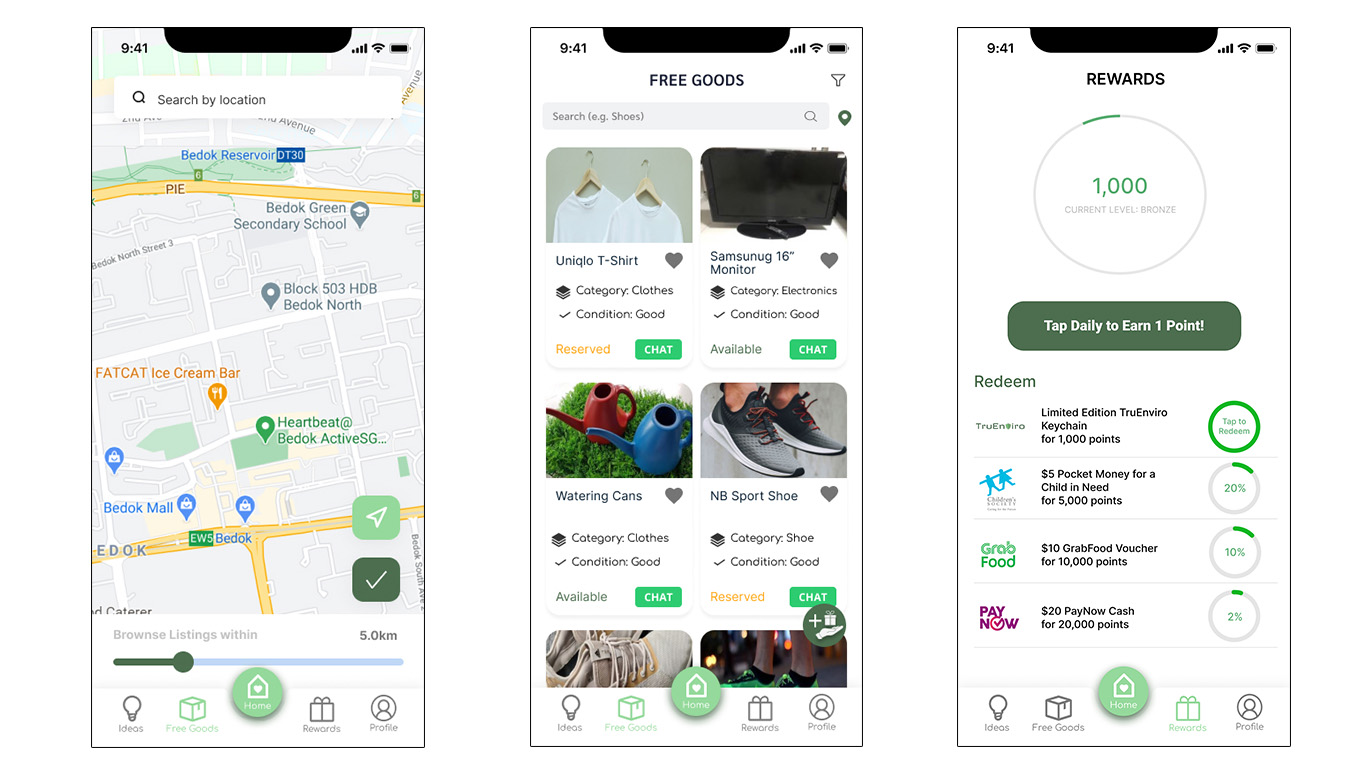 9:41
Search by location
2nd Ave
Avenue
Avenue
Bedok Reservoir DT30
6
PIE
6
Bedok Green
Secondary School
Bedok North Street 3
Block 503 HDB
Bedok North
FATCAT Ice Cream Bar
Heartbeat@
Bedok ActiveSG...
Bedok Mall
EW5 Bedok
EDOK
Bedok South Ave
d Caterer
Brownse Listings within
5.0km
Ideas
Free Goods
Home
Rewards
Profile
9:41
FREE GOODS
Search (e.g. Shoes)
Uniqlo T-Shirt
Category: Clothes
Condition: Good
Reserved
CHAT
Samsunug 16”
Monitor
Category: Electronics
Condition: Good
Available
CHAT
Watering Cans
Category: Clothes
Condition: Good
Available
CHAT
NB Sport Shoe
Category: Shoe
Condition: Good
Reserved
CHAT
Ideas
Free Goods
Home
Rewards
Profile
9:41
REWARDS
1,000
CURRENT LEVEL: BRONZE
Tap Daily to Earn 1 Point!
Redeem
TruEnviro
Limited Edition TruEnviro
Keychain
for 1,000 points
Tap to
Redeem
Children's
SOCIETY
$5 Pocket Money for a
Child in Need
for 5,000 points
20%
Grab
Food
$10 GrabFood Voucher
for 10,000 points
10%
PAY
NOW
$20 PayNow Cash
for 20,000 points
2%
Ideas
Free Goods
Home
Rewards
Profile